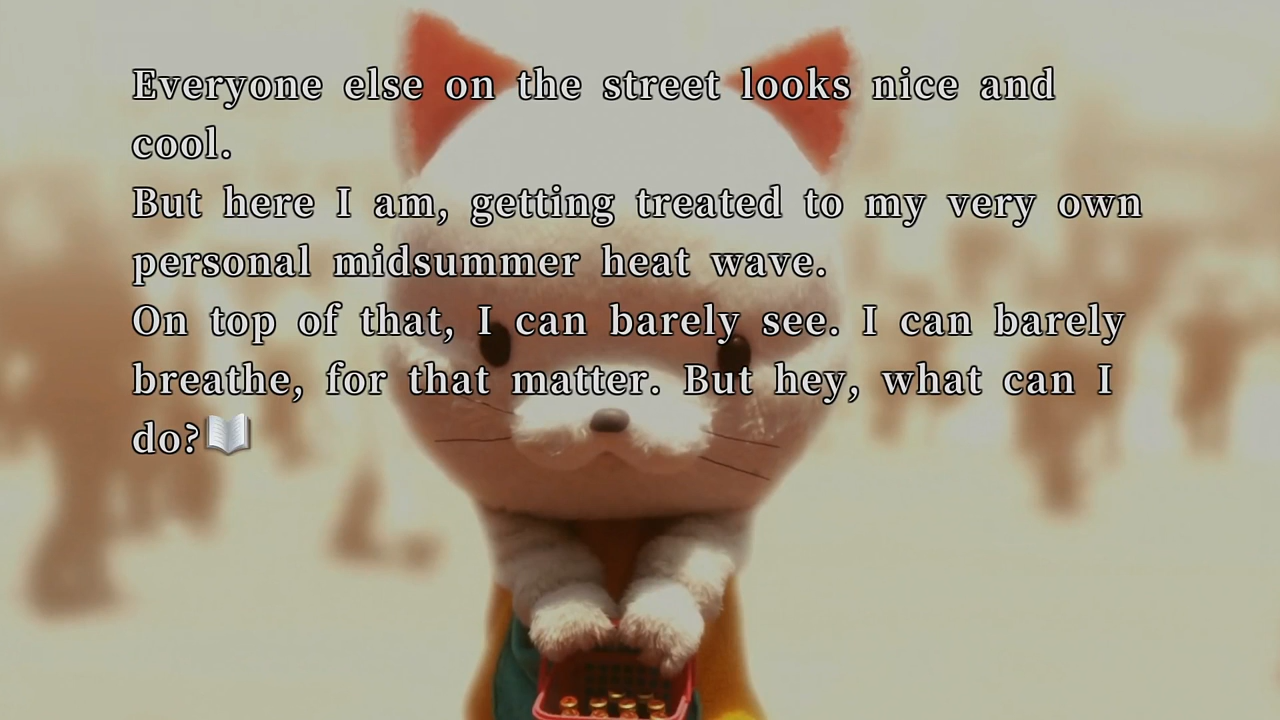 Everyone else on the street looks nice and
cool.
But here I am, getting treated to my very own
personal midsummer heat wave.
On top of that, I can barely see. I can barely
breathe, for that matter. But hey, what can I
do?